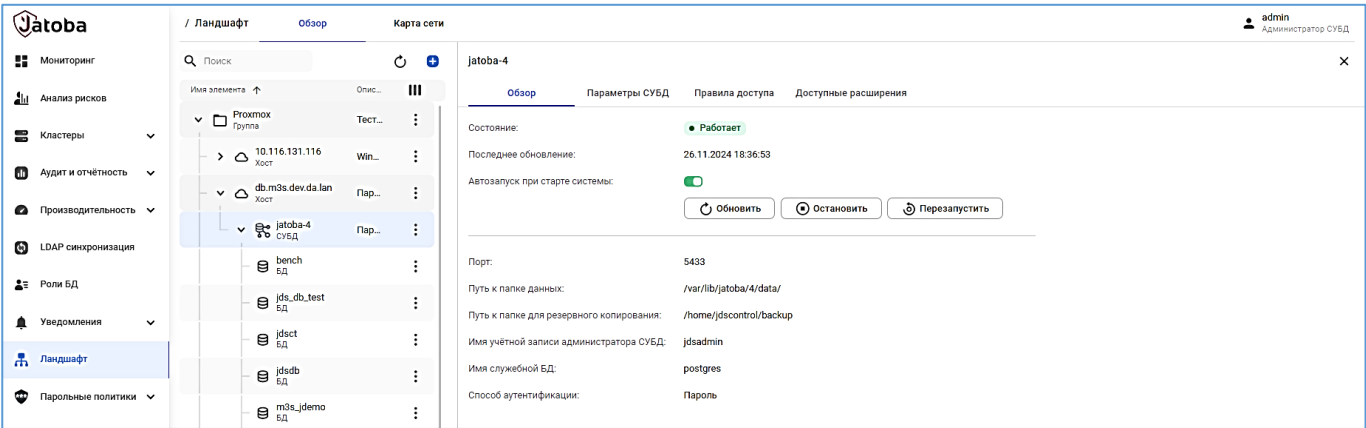 Jatoba
/ Ландшафт
Обзор
Карта сети
admin
Администратор СУБД
Мониторинг
Анализ рисков
Кластеры
Аудит и отчётность
Производительность
LDAP синхронизация
Роли БД
Уведомления
Ландшафт
Парольные политики
Поиск
Имя элемента
Опис...
Proxmox
Группа
Тест...
10.116.131.116
Хост
Win...
db.m3s.dev.da.lan
Хост
Пар...
jatoba-4
СУБД
Пар...
bench
БД
jds_db_test
БД
jdsct
БД
jdsdb
БД
m3s_jdemo
БД
jatoba-4
Обзор
Параметры СУБД
Правила доступа
Доступные расширения
Состояние:
Работает
Последнее обновление:
26.11.2024 18:36:53
Автозапуск при старте системы:
Обновить
Остановить
Перезапустить
Порт:
5433
Путь к папке данных:
/var/lib/jatoba/4/data/
Путь к папке для резервного копирования:
/home/jdscontrol/backup
Имя учётной записи администратора СУБД:
jdsadmin
Имя служебной БД:
postgres
Способ аутентификации:
Пароль